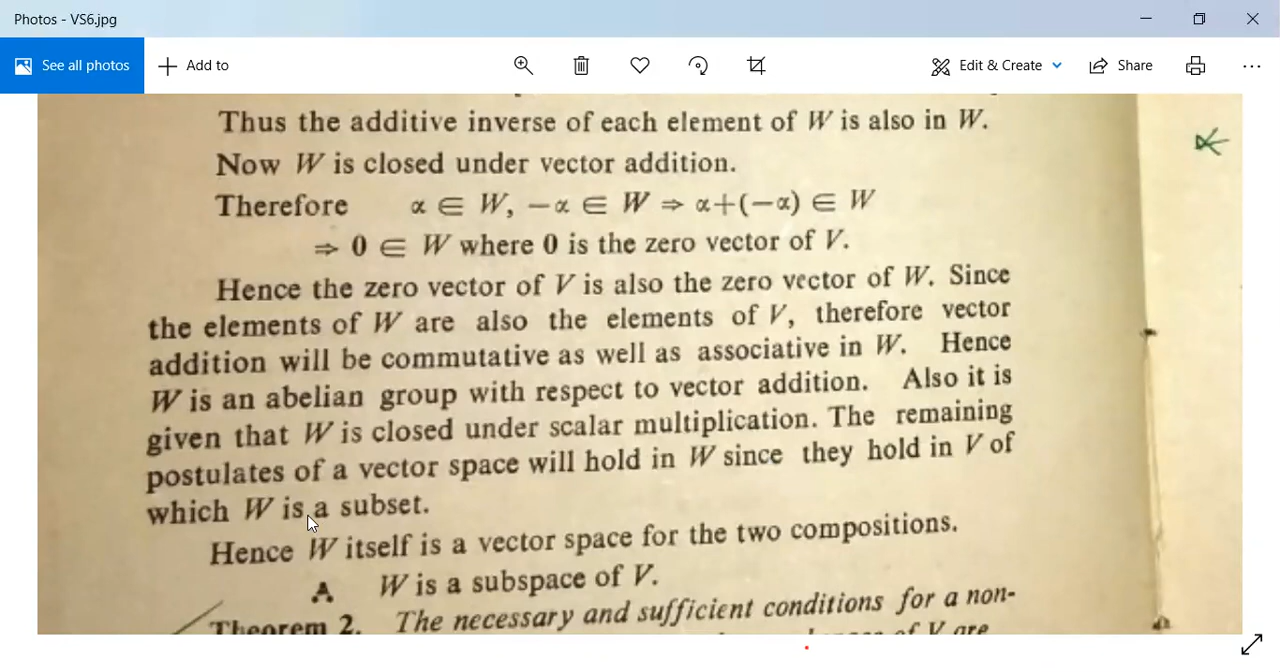 Photos - VS6.jpg
See all photos
Add to
Edit & Create
Share
Thus the additive inverse of each element of W is also in W.
Now W is closed under vector addition.
Therefore α ∈ W, −α ∈ W ⇒ α+(−α) ∈ W
⇒ 0 ∈ W where 0 is the zero vector of V.
Hence the zero vector of V is also the zero vector of W. Since
the elements of W are also the elements of V, therefore vector
addition will be commutative as well as associative in W. Hence
W is an abelian group with respect to vector addition. Also it is
given that W is closed under scalar multiplication. The remaining
postulates of a vector space will hold in W since they hold in V of
which W is a subset.
Hence W itself is a vector space for the two compositions.
A W is a subspace of V.
Theorem 2. The necessary and sufficient conditions for a non-
of V are